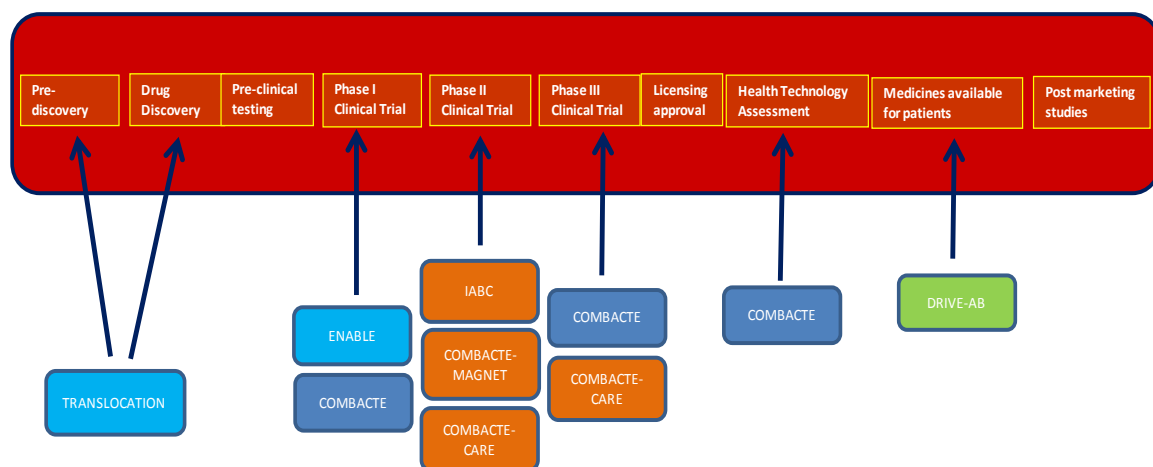 Pre-
discovery
Drug
Discovery
Pre-clinical
testing
Phase I
Clinical Trial
Phase II
Clinical Trial
Phase III
Clinical Trial
Licensing
approval
Health Technology
Assessment
Medicines available
for patients
Post marketing
studies
TRANSLOCATION
ENABLE
COMBACTE
IABC
COMBACTE-
MAGNET
COMBACTE-
CARE
COMBACTE
COMBACTE-
CARE
COMBACTE
DRIVE-AB